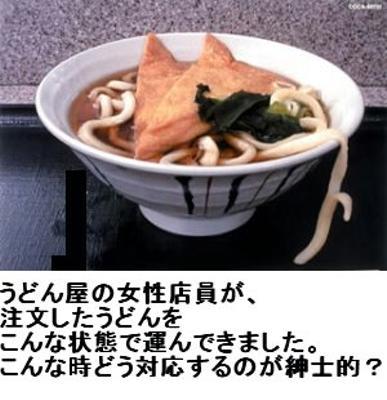 うどん屋の女性店員が、
注文したうどんを
こんな状態で運んできました。
こんな時どう対応するのが紳士的？